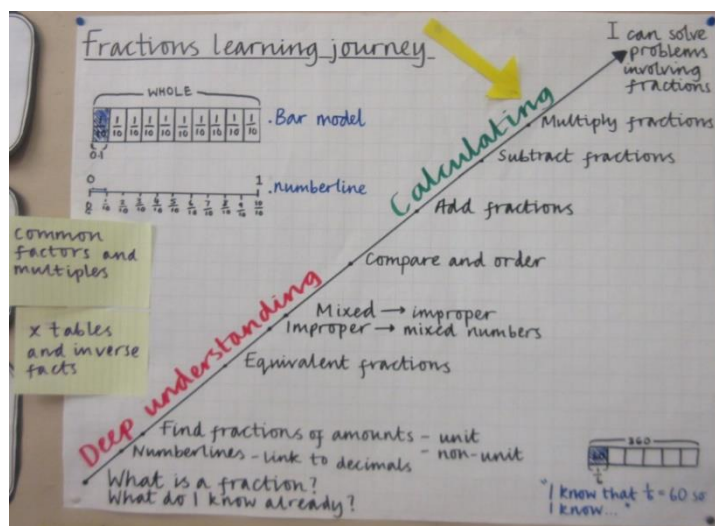 Fractions learning journey
WHOLE
1/10 1/10 1/10 1/10 1/10 1/10 1/10 1/10 1/10 1/10
0.1
. Bar model
0 1
. numberline
1/10 2/10 3/10 4/10 5/10 6/10 7/10 8/10 9/10 10/10
common
factors and
multiples
x tables
and inverse
facts
I can solve
problems
involving
fractions
Calculating
Multiply fractions
Subtract fractions
Add fractions
Compare and order
Deep understanding
Mixed → improper
Improper → mixed numbers
Equivalent fractions
Find fractions of amounts - unit
- non-unit
Numberlines - link to decimals
What is a fraction?
What do I know already?
360
60
"I know that 1/6 = 60 so
I know..."